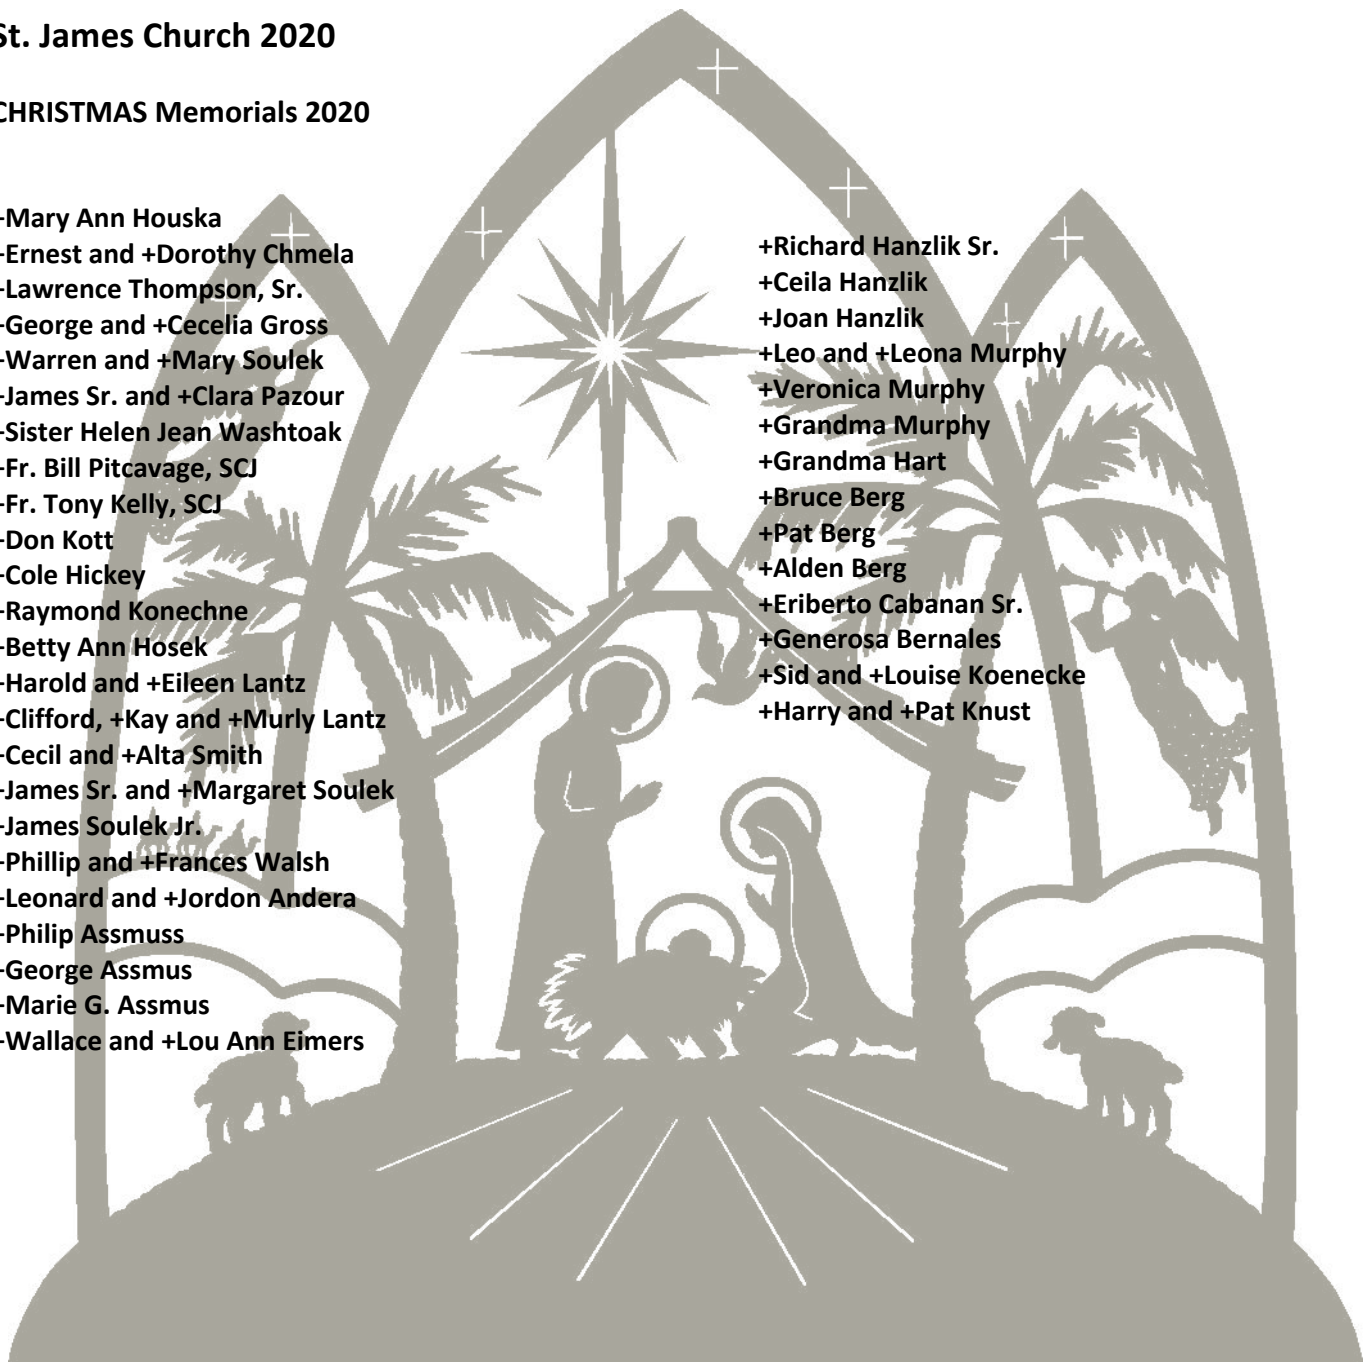 St. James Church 2020
CHRISTMAS Memorials 2020
+Mary Ann Houska
+Ernest and +Dorothy Chmela
+Lawrence Thompson, Sr.
+George and +Cecelia Gross
+Warren and +Mary Soulek
+James Sr. and +Clara Pazour
+Sister Helen Jean Washtoak
+Fr. Bill Pitcavage, SCJ
+Fr. Tony Kelly, SCJ
+Don Kott
+Cole Hickey
+Raymond Konechne
+Betty Ann Hosek
+Harold and +Eileen Lantz
+Clifford, +Kay and +Murly Lantz
+Cecil and +Alta Smith
+James Sr. and +Margaret Soulek
+James Soulek Jr.
+Phillip and +Frances Walsh
+Leonard and +Jordon Andera
+Philip Assmuss
+George Assmus
+Marie G. Assmus
+Wallace and +Lou Ann Eimers
+Richard Hanzlik Sr.
+Ceila Hanzlik
+Joan Hanzlik
+Leo and +Leona Murphy
+Veronica Murphy
+Grandma Murphy
+Grandma Hart
+Bruce Berg
+Pat Berg
+Alden Berg
+Eriberto Cabanan Sr.
+Generosa Bernales
+Sid and +Louise Koenecke
+Harry and +Pat Knust